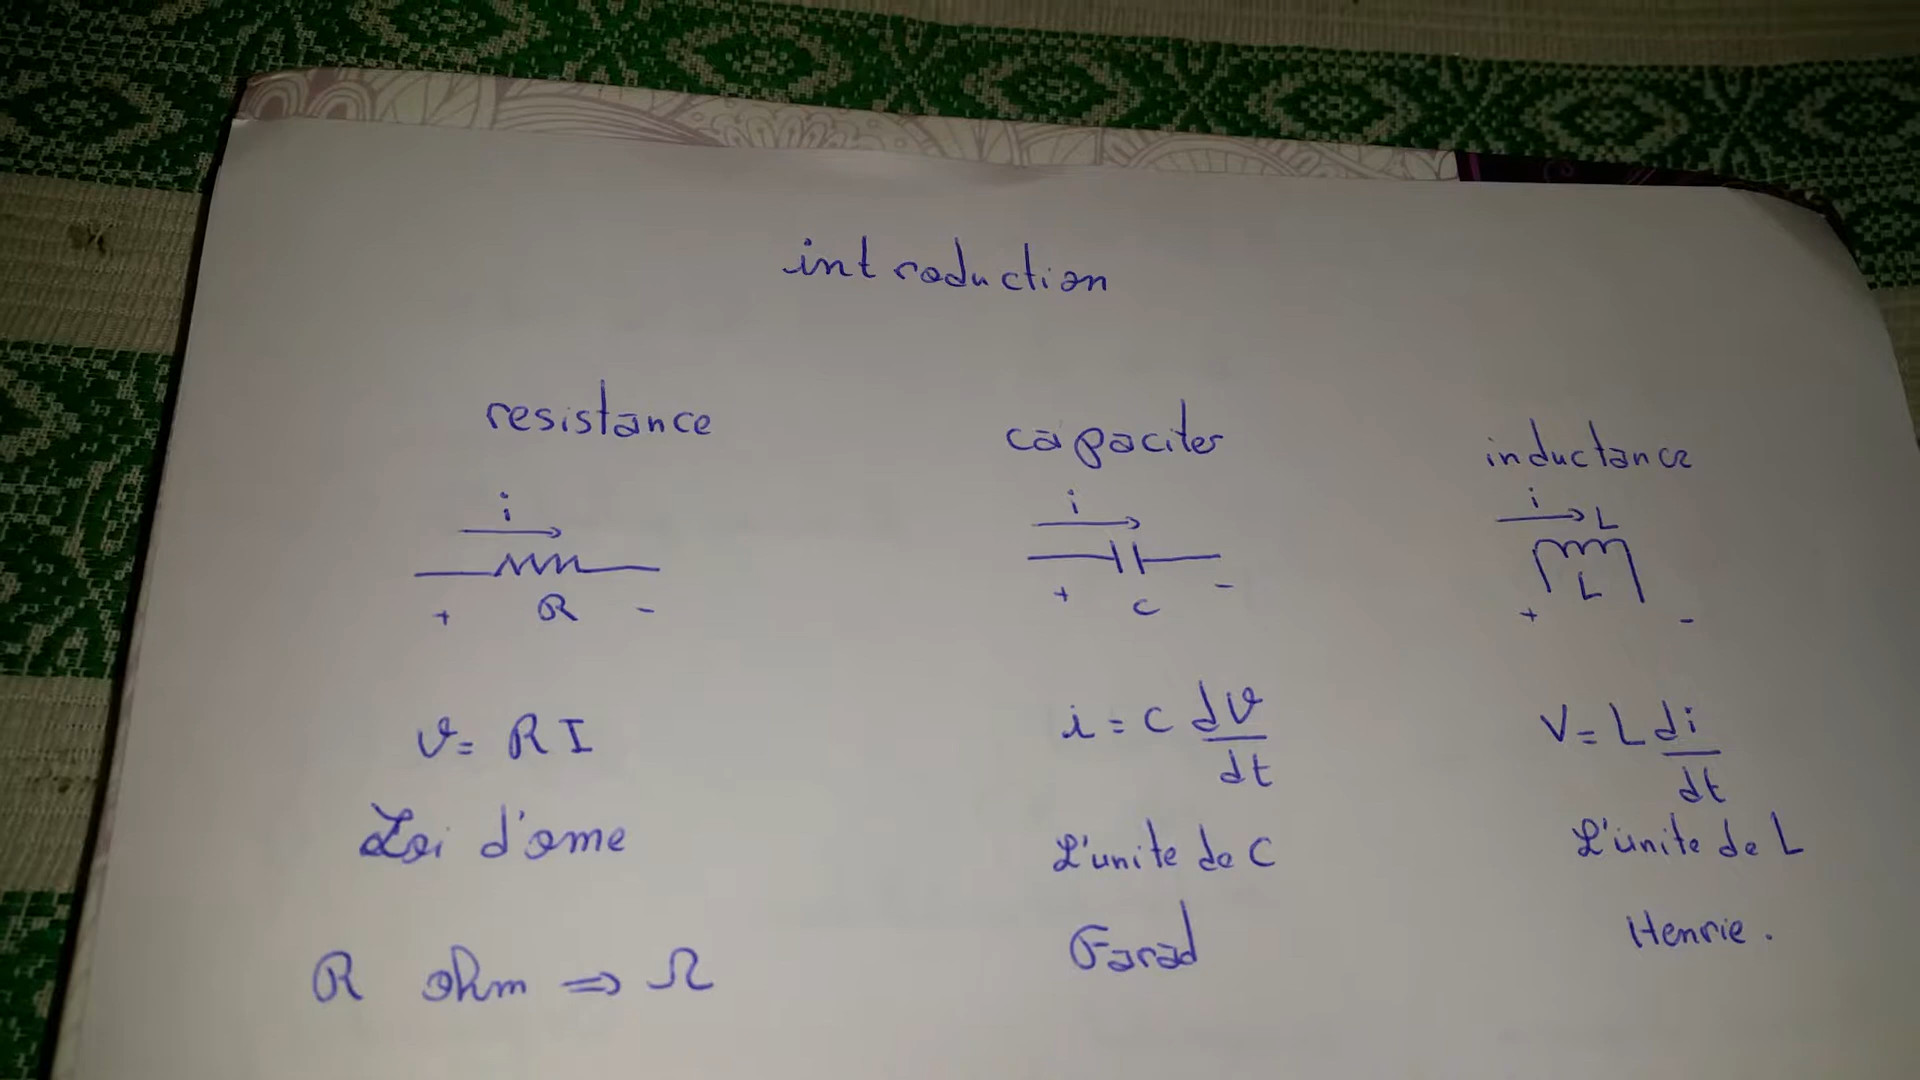 introduction
resistance
i
+ R -
v = R I
Loi d'ome
R ohm => Ω
capaciter
i
+ C -
i = C dv/dt
L'unite de C
Farad
inductance
i L
L
+ -
V = L di/dt
L'unite de L
Henrie.